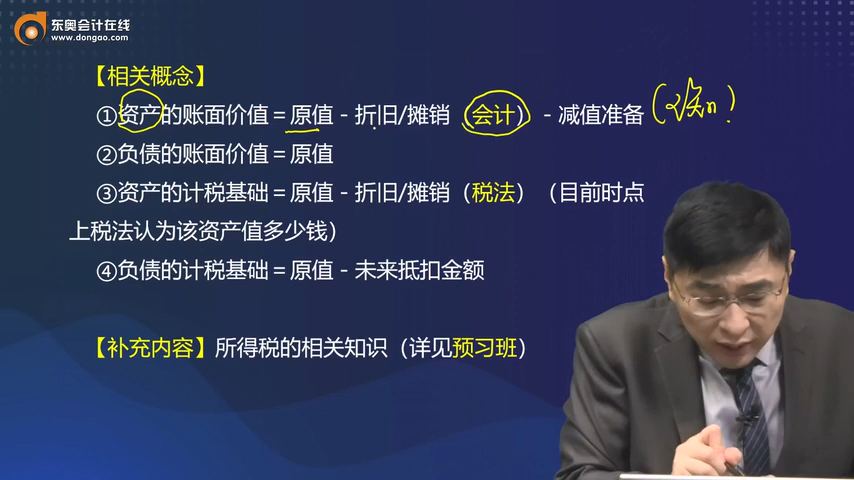 东奥会计在线
www.dongao.com
【相关概念】
①资产的账面价值＝原值－折旧/摊销（会计）－减值准备
②负债的账面价值＝原值
③资产的计税基础＝原值－折旧/摊销（税法）（目前时点
上税法认为该资产值多少钱）
④负债的计税基础＝原值－未来抵扣金额
【补充内容】所得税的相关知识（详见预习班）